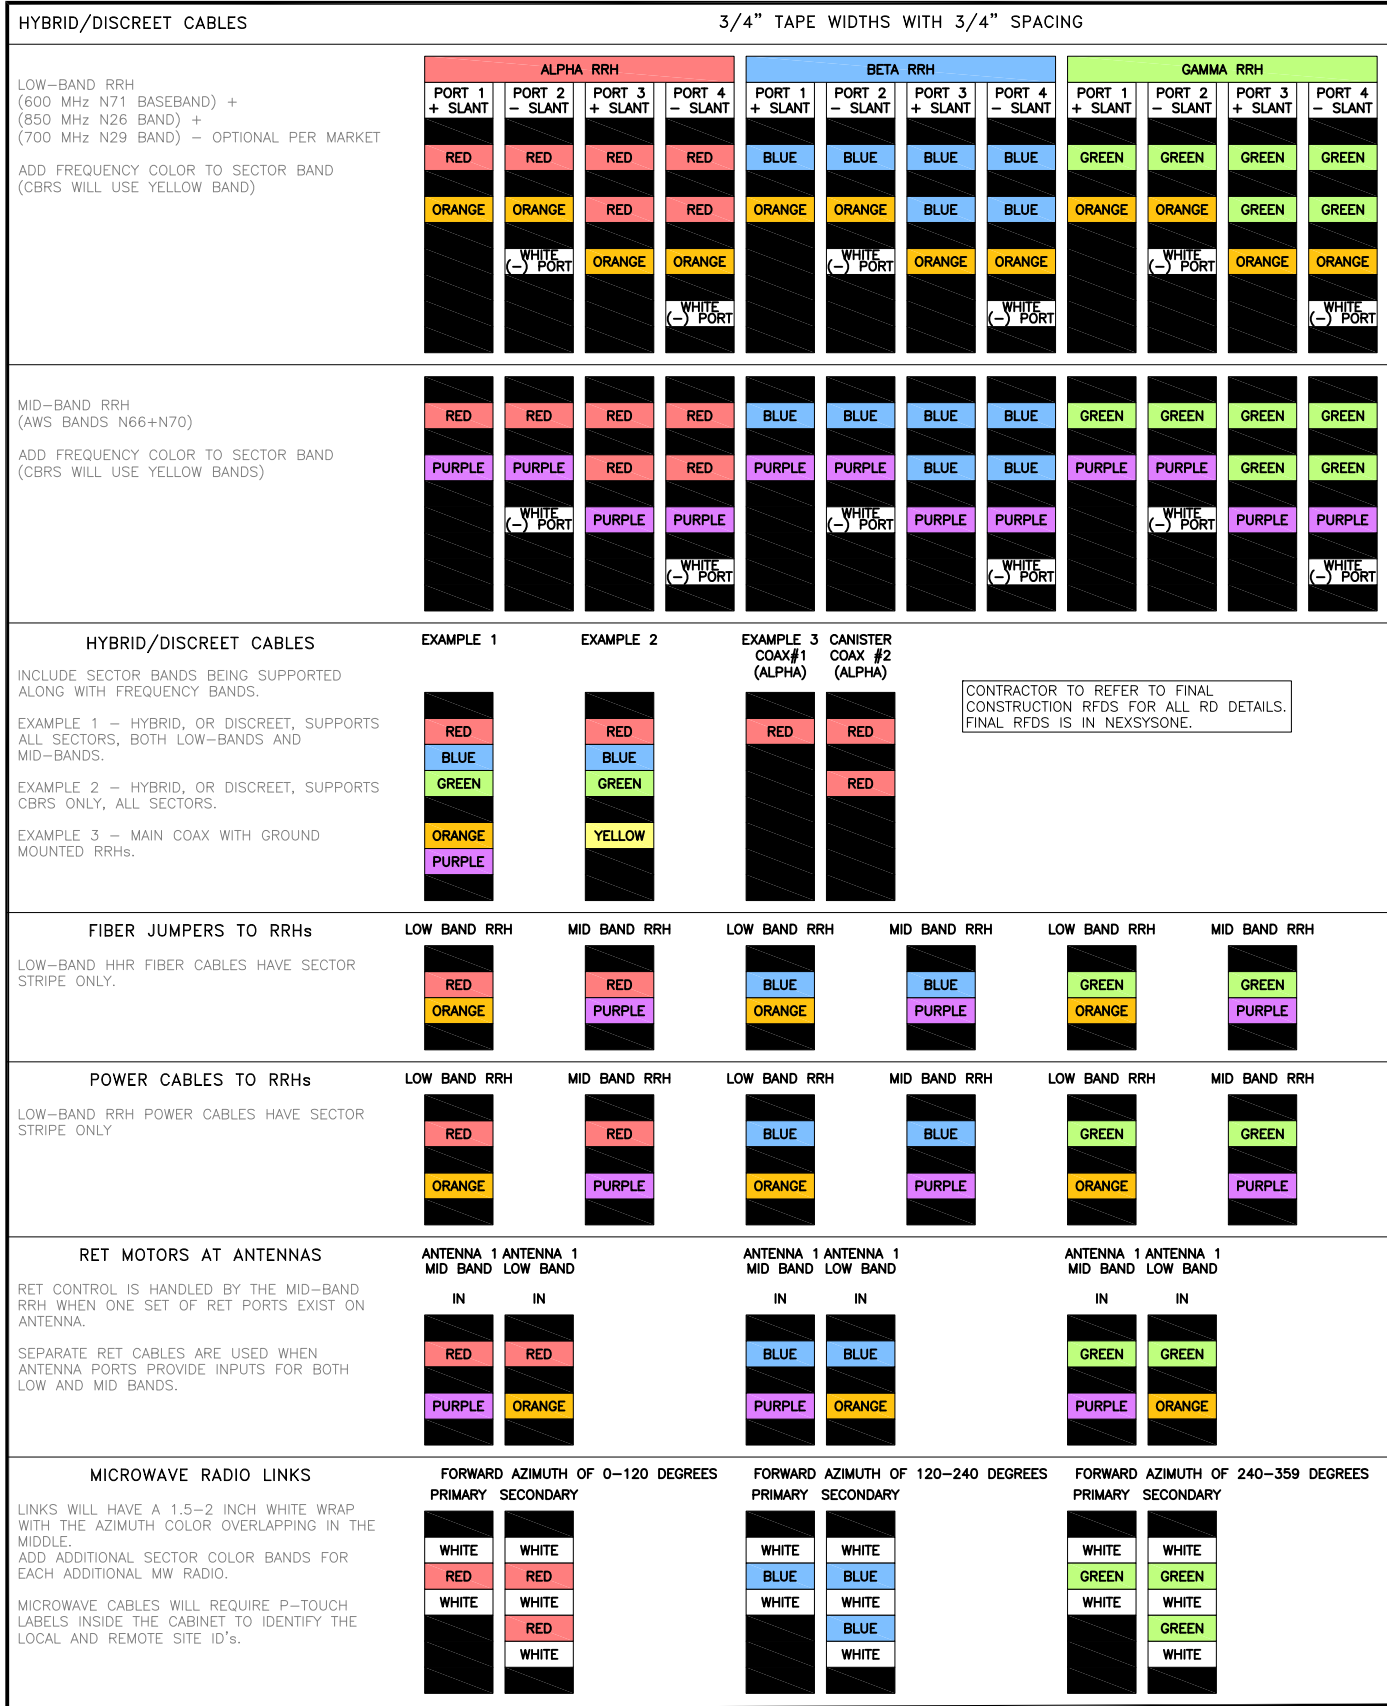 HYBRID/DISCREET CABLES
3/4" TAPE WIDTHS WITH 3/4" SPACING
LOW-BAND RRH
(600 MHz N71 BASEBAND) +
(850 MHz N26 BAND) +
(700 MHz N29 BAND) - OPTIONAL PER MARKET
ADD FREQUENCY COLOR TO SECTOR BAND
(CBRS WILL USE YELLOW BAND)
ALPHA RRH BETA RRH GAMMA RRH
PORT 1 PORT 2 PORT 3 PORT 4 PORT 1 PORT 2 PORT 3 PORT 4 PORT 1 PORT 2 PORT 3 PORT 4
+ SLANT - SLANT + SLANT - SLANT + SLANT - SLANT + SLANT - SLANT + SLANT - SLANT + SLANT - SLANT
RED RED RED RED BLUE BLUE BLUE BLUE GREEN GREEN GREEN GREEN
ORANGE ORANGE RED RED ORANGE ORANGE BLUE BLUE ORANGE ORANGE GREEN GREEN
WHITE WHITE WHITE
(-) PORT ORANGE ORANGE (-) PORT ORANGE ORANGE (-) PORT ORANGE ORANGE
WHITE WHITE WHITE
(-) PORT (-) PORT (-) PORT
MID-BAND RRH
(AWS BANDS N66+N70)
ADD FREQUENCY COLOR TO SECTOR BAND
(CBRS WILL USE YELLOW BANDS)
RED RED RED RED BLUE BLUE BLUE BLUE GREEN GREEN GREEN GREEN
PURPLE PURPLE RED RED PURPLE PURPLE BLUE BLUE PURPLE PURPLE GREEN GREEN
WHITE WHITE WHITE
(-) PORT PURPLE PURPLE (-) PORT PURPLE PURPLE (-) PORT PURPLE PURPLE
WHITE WHITE WHITE
(-) PORT (-) PORT (-) PORT
HYBRID/DISCREET CABLES
INCLUDE SECTOR BANDS BEING SUPPORTED
ALONG WITH FREQUENCY BANDS.
EXAMPLE 1 - HYBRID, OR DISCREET, SUPPORTS
ALL SECTORS, BOTH LOW-BANDS AND
MID-BANDS.
EXAMPLE 2 - HYBRID, OR DISCREET, SUPPORTS
CBRS ONLY, ALL SECTORS.
EXAMPLE 3 - MAIN COAX WITH GROUND
MOUNTED RRHs.
EXAMPLE 1 EXAMPLE 2 EXAMPLE 3 CANISTER
COAX#1 COAX #2
(ALPHA) (ALPHA)
RED RED RED RED
BLUE BLUE
GREEN GREEN RED
ORANGE YELLOW
PURPLE
CONTRACTOR TO REFER TO FINAL
CONSTRUCTION RFDS FOR ALL RD DETAILS.
FINAL RFDS IS IN NEXSYSONE.
FIBER JUMPERS TO RRHs
LOW-BAND HHR FIBER CABLES HAVE SECTOR
STRIPE ONLY.
LOW BAND RRH MID BAND RRH LOW BAND RRH MID BAND RRH LOW BAND RRH MID BAND RRH
RED RED BLUE BLUE GREEN GREEN
ORANGE PURPLE ORANGE PURPLE ORANGE PURPLE
POWER CABLES TO RRHs
LOW-BAND RRH POWER CABLES HAVE SECTOR
STRIPE ONLY
LOW BAND RRH MID BAND RRH LOW BAND RRH MID BAND RRH LOW BAND RRH MID BAND RRH
RED RED BLUE BLUE GREEN GREEN
ORANGE PURPLE ORANGE PURPLE ORANGE PURPLE
RET MOTORS AT ANTENNAS
RET CONTROL IS HANDLED BY THE MID-BAND
RRH WHEN ONE SET OF RET PORTS EXIST ON
ANTENNA.
SEPARATE RET CABLES ARE USED WHEN
ANTENNA PORTS PROVIDE INPUTS FOR BOTH
LOW AND MID BANDS.
ANTENNA 1 ANTENNA 1 ANTENNA 1 ANTENNA 1 ANTENNA 1 ANTENNA 1
MID BAND LOW BAND MID BAND LOW BAND MID BAND LOW BAND
IN IN IN IN IN IN
RED RED BLUE BLUE GREEN GREEN
PURPLE ORANGE PURPLE ORANGE PURPLE ORANGE
MICROWAVE RADIO LINKS
LINKS WILL HAVE A 1.5-2 INCH WHITE WRAP
WITH THE AZIMUTH COLOR OVERLAPPING IN THE
MIDDLE.
ADD ADDITIONAL SECTOR COLOR BANDS FOR
EACH ADDITIONAL MW RADIO.
MICROWAVE CABLES WILL REQUIRE P-TOUCH
LABELS INSIDE THE CABINET TO IDENTIFY THE
LOCAL AND REMOTE SITE ID's.
FORWARD AZIMUTH OF 0-120 DEGREES FORWARD AZIMUTH OF 120-240 DEGREES FORWARD AZIMUTH OF 240-359 DEGREES
PRIMARY SECONDARY PRIMARY SECONDARY PRIMARY SECONDARY
WHITE WHITE WHITE WHITE WHITE WHITE
RED RED BLUE BLUE GREEN GREEN
WHITE WHITE WHITE WHITE WHITE WHITE
RED BLUE GREEN
WHITE WHITE WHITE